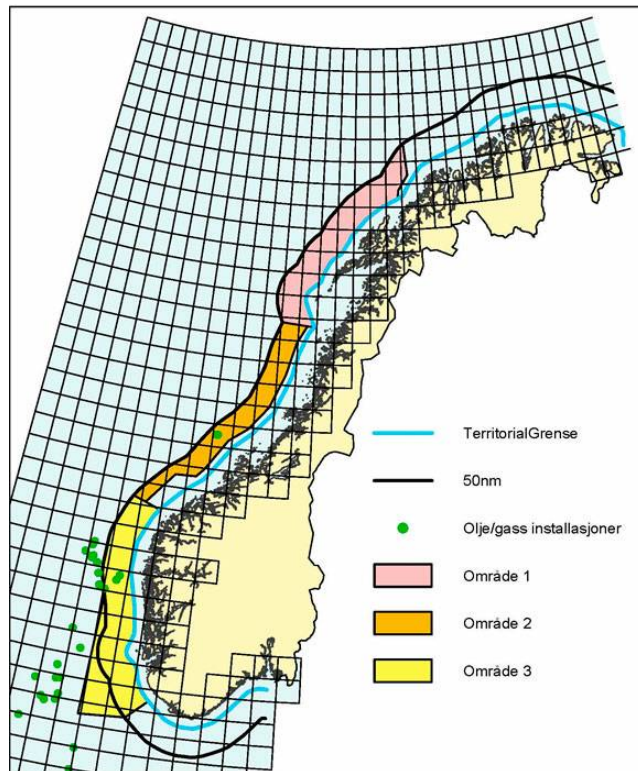 TerritorialGrense
50nm
Olje/gass installasjoner
Område 1
Område 2
Område 3